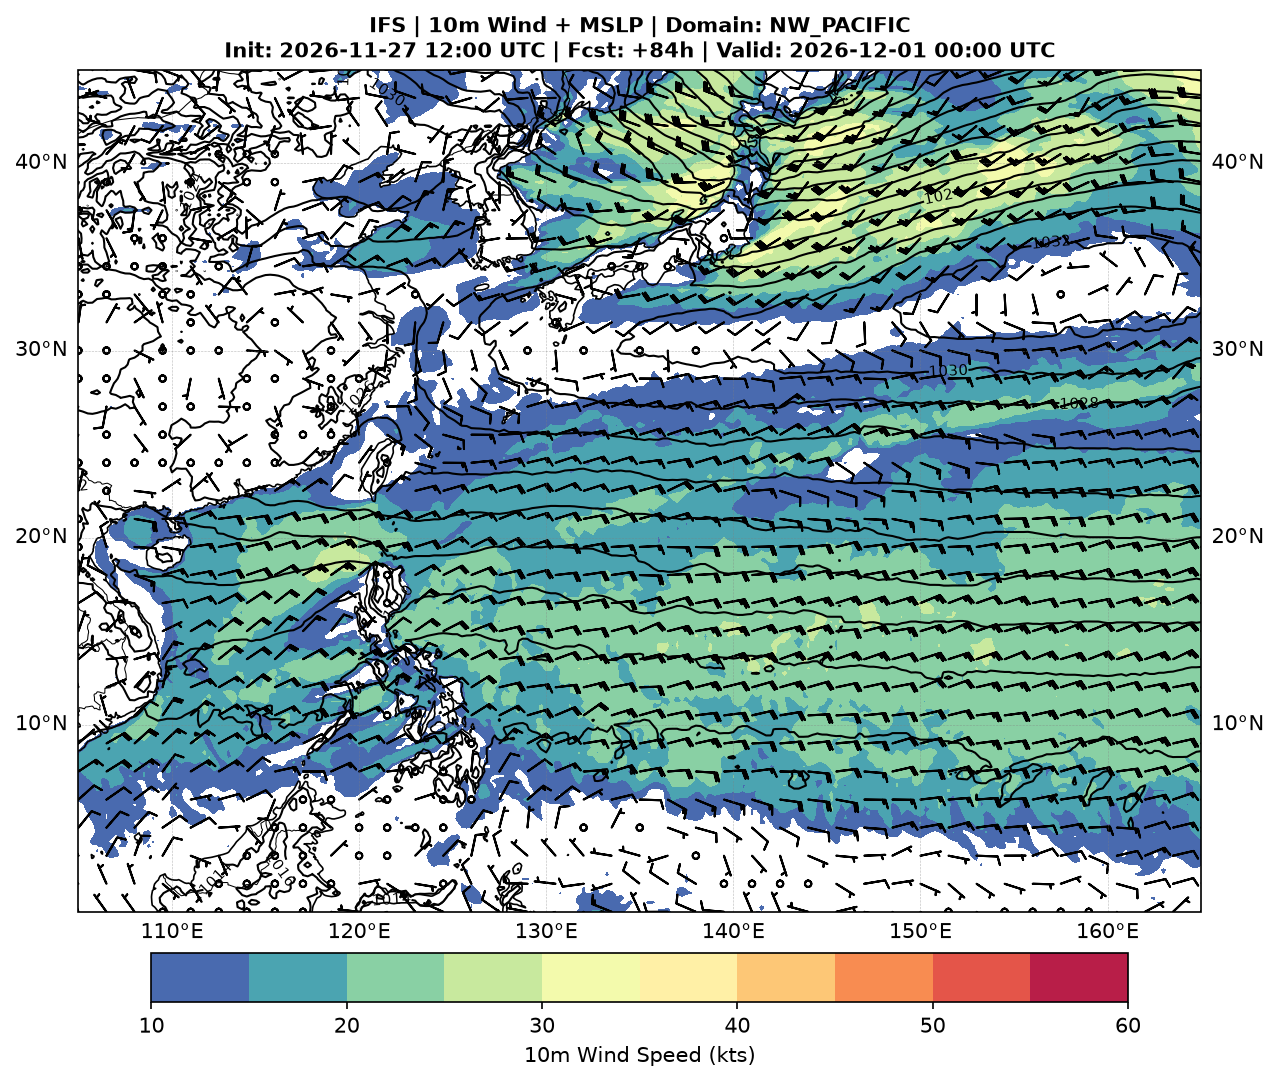 IFS | 10m Wind + MSLP | Domain: NW_PACIFIC
Init: 2026-11-27 12:00 UTC | Fcst: +84h | Valid: 2026-12-01 00:00 UTC
40°N
40°N
30°N
30°N
20°N
20°N
10°N
10°N
1030
1032
1030
1028
110°E
120°E
130°E
140°E
150°E
160°E
10
20
30
40
50
60
10m Wind Speed (kts)